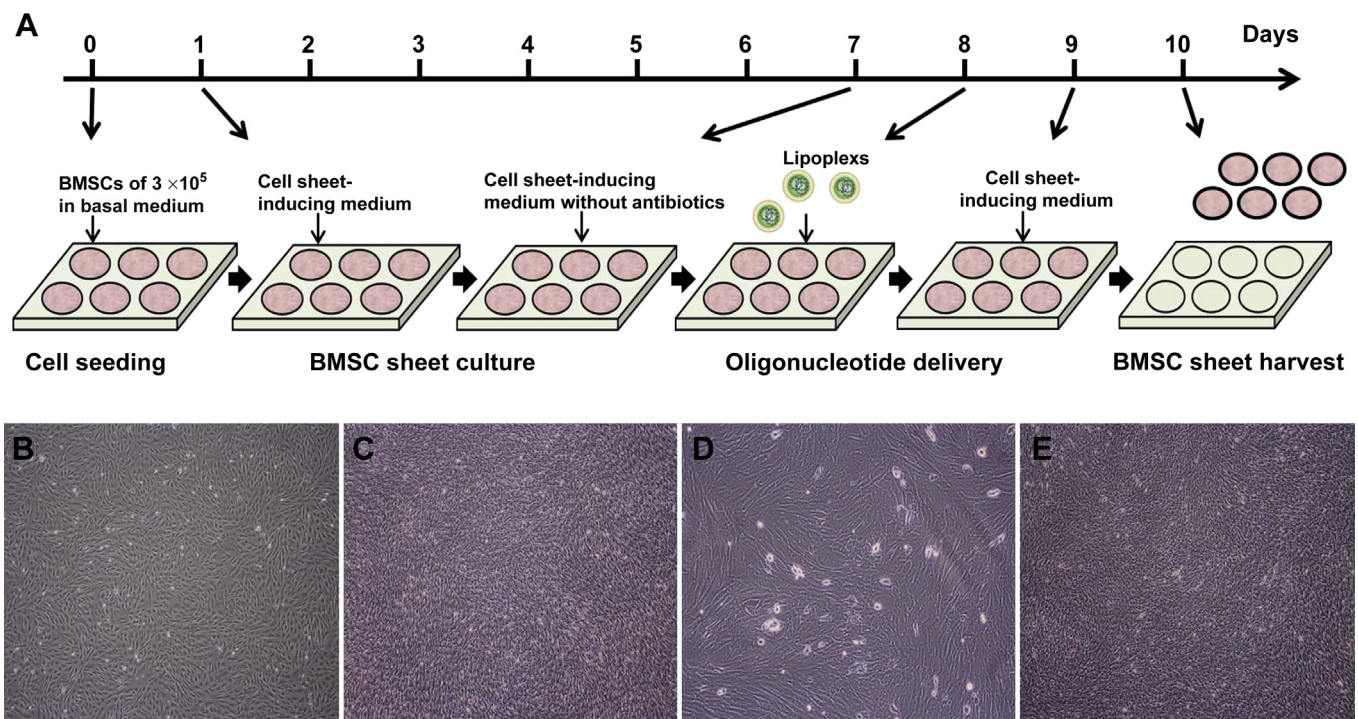 A
0 1 2 3 4 5 6 7 8 9 10 Days
BMSCs of 3 ×10⁵
in basal medium
Cell sheet-
inducing medium
Cell sheet-inducing
medium without antibiotics
Lipoplexs
Cell sheet-
inducing medium
Cell seeding
BMSC sheet culture
Oligonucleotide delivery
BMSC sheet harvest
B
C
D
E